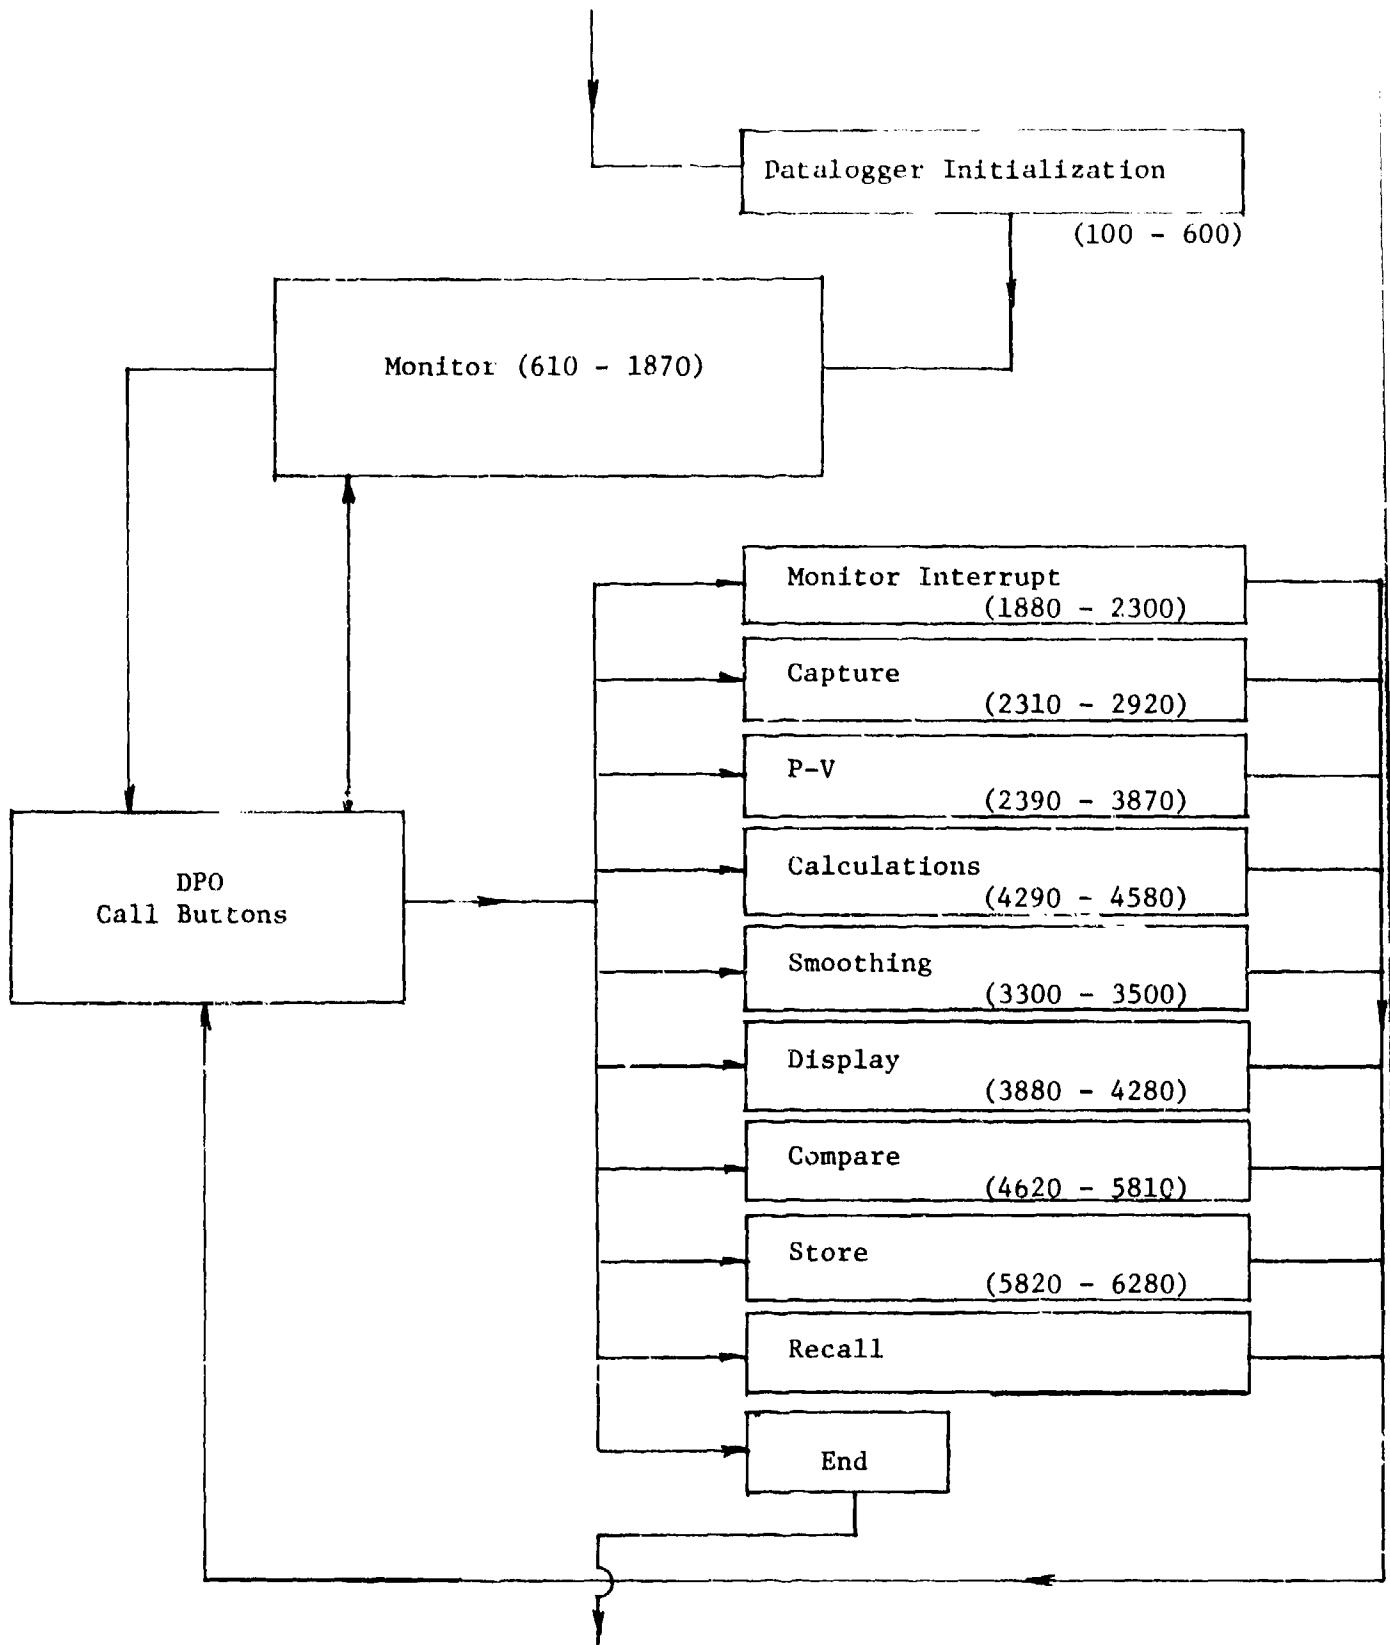 Datalogger Initialization
(100 - 600)
Monitor (610 - 1870)
Monitor Interrupt
(1880 - 2300)
Capture
(2310 - 2920)
P-V
(2390 - 3870)
DPO
Call Buttons
Calculations
(4290 - 4580)
Smoothing
(3300 - 3500)
Display
(3880 - 4280)
Compare
(4620 - 5810)
Store
(5820 - 6280)
Recall
End